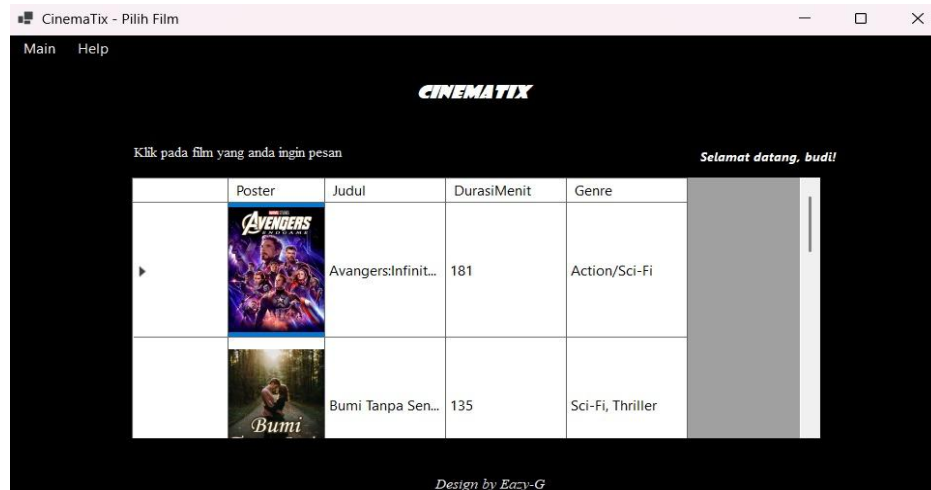 CinemaTix - Pilih Film
Main Help
CINEMATIX
Klik pada film yang anda ingin pesan
Selamat datang, budi!
Poster Judul DurasiMenit Genre
AVENGERS
ENDGAME
Avangers:Infinit... 181 Action/Sci-Fi
Bumi Tanpa Sen... 135 Sci-Fi, Thriller
Bumi
Design by Eazy-G